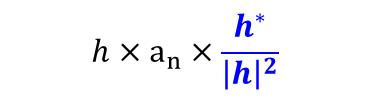 h × aₙ × h* / |h|²